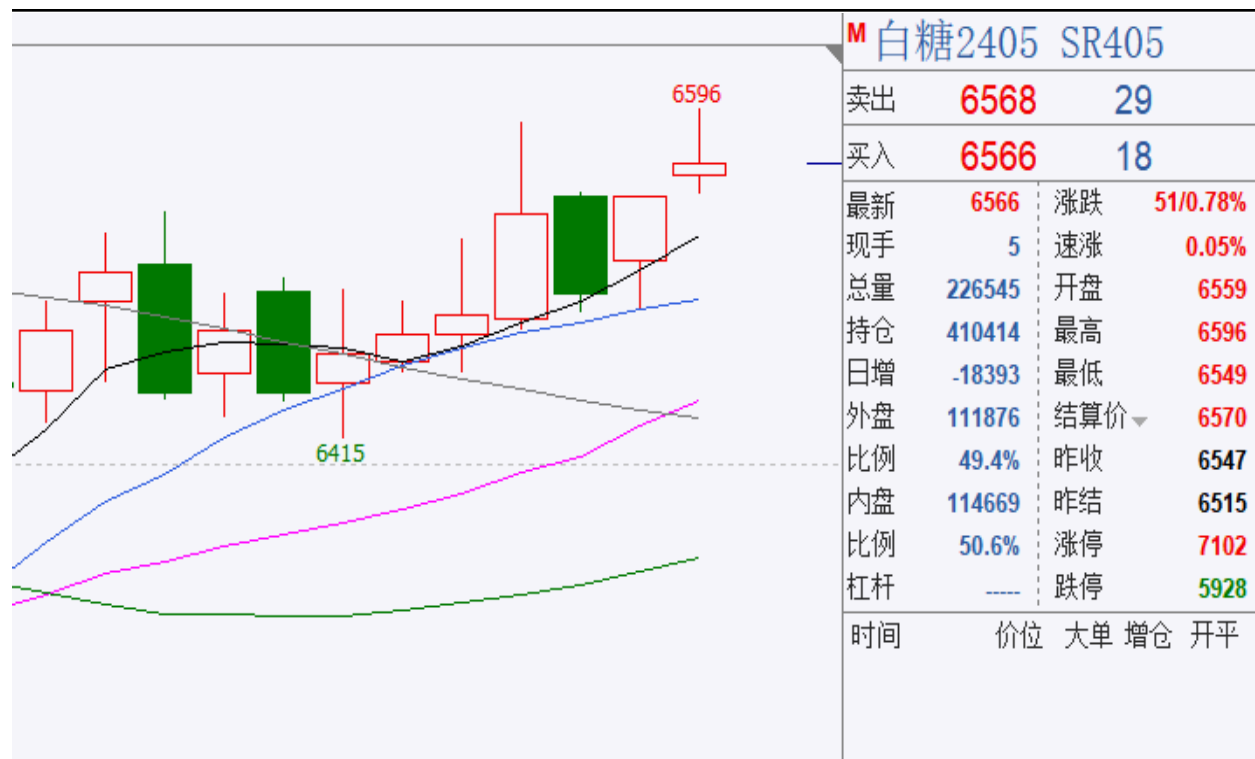 6596
6415
M 白糖2405 SR405
卖出 6568 29
买入 6566 18
最新 6566 涨跌 51/0.78%
现手 5 速涨 0.05%
总量 226545 开盘 6559
持仓 410414 最高 6596
日增 -18393 最低 6549
外盘 111876 结算价 6570
比例 49.4% 昨收 6547
内盘 114669 昨结 6515
比例 50.6% 涨停 7102
杠杆 ----- 跌停 5928
时间 价位 大单 增仓 开平